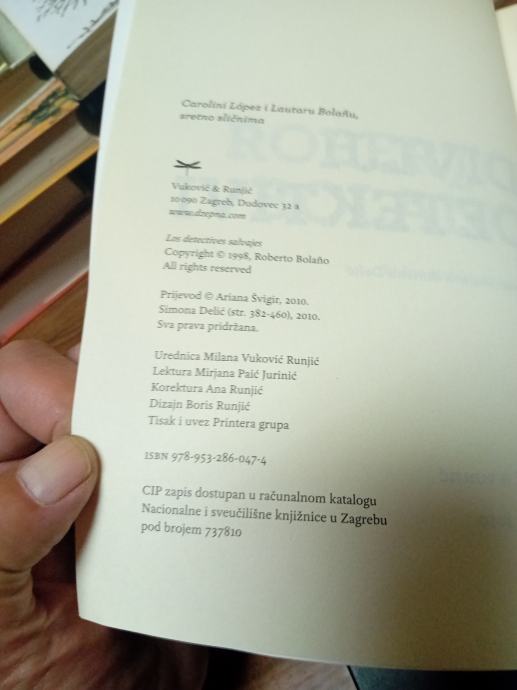 Carolini López i Lautaru Bolañu,
sretno sličnima
Vuković & Runjić
10090 Zagreb, Dudovec 32 a
www.dzepna.com
Los detectives salvajes
Copyright © 1998, Roberto Bolaño
All rights reserved
Prijevod © Ariana Švigir, 2010.
Simona Delić (str. 382-460), 2010.
Sva prava pridržana.
Urednica Milana Vuković Runjić
Lektura Mirjana Paić Jurinić
Korektura Ana Runjić
Dizajn Boris Runjić
Tisak i uvez Printera grupa
ISBN 978-953-286-047-4
CIP zapis dostupan u računalnom katalogu
Nacionalne i sveučilišne knjižnice u Zagrebu
pod brojem 737810